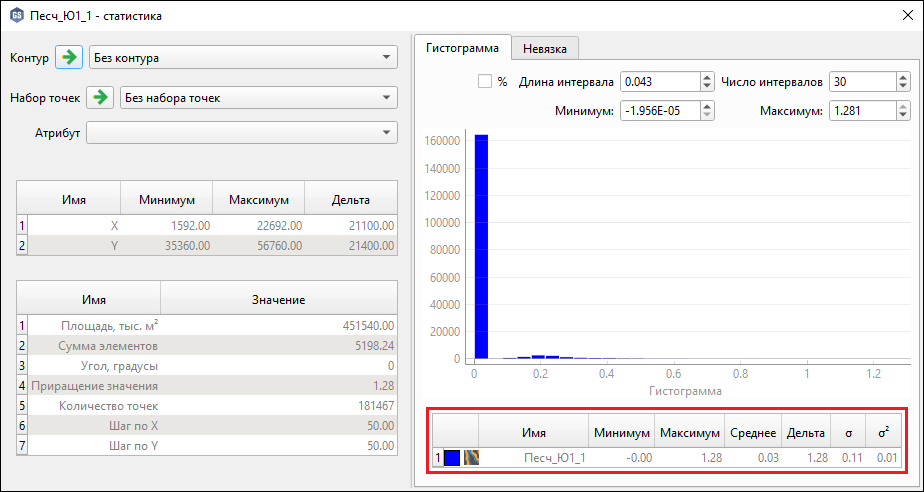 GS Песч_Ю1_1 - статистика
Контур Без контура
Набор точек Без набора точек
Атрибут
Имя Минимум Максимум Дельта
1 X 1592.00 22692.00 21100.00
2 Y 35360.00 56760.00 21400.00
Имя Значение
1 Площадь, тыс. м² 451540.00
2 Сумма элементов 5198.24
3 Угол, градусы 0
4 Приращение значения 1.28
5 Количество точек 181467
6 Шаг по X 50.00
7 Шаг по Y 50.00
Гистограмма Невязка
% Длина интервала 0.043 Число интервалов 30
Минимум: -1.956E-05 Максимум: 1.281
160000
140000
120000
100000
80000
60000
40000
20000
0
0 0.2 0.4 0.6 0.8 1 1.2
Гистограмма
Имя Минимум Максимум Среднее Дельта σ σ²
1 Песч_Ю1_1 -0.00 1.28 0.03 1.28 0.11 0.01